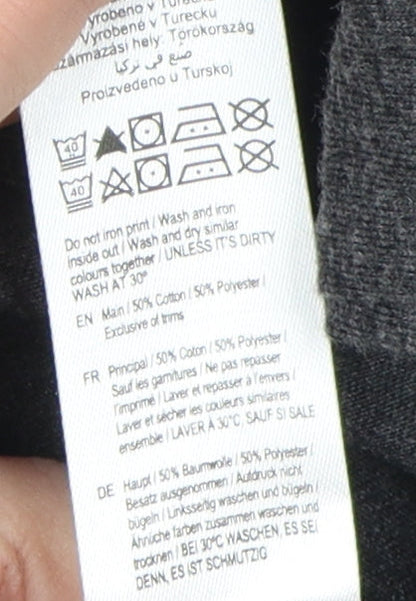 Vyrobeno v Turecku
Vyrobené v Turecku
Származási hely: Törökország
صنع في تركيا
Proizvedeno u Turskoj
40
40
Do not iron print / Wash and iron
inside out / Wash and dry similar
colours together / UNLESS IT'S DIRTY
WASH AT 30°
EN Main / 50% Cotton / 50% Polyester /
Exclusive of trims
FR Principal / 50% Coton / 50% Polyester /
Sauf les garnitures / Ne pas repasser
l'imprimé / Laver et repasser à l'envers /
Laver et sécher les couleurs similaires
ensemble / LAVER À 30°C, SAUF SI SALE
DE Haupt / 50% Baumwolle / 50% Polyester /
Besatz ausgenommen / Aufdruck nicht
bügeln / Linksseitig waschen und bügeln /
Ähnliche farben zusammen waschen und
trocknen / BEI 30°C WASCHEN, ES SEI
DENN, ES IST SCHMUTZIG